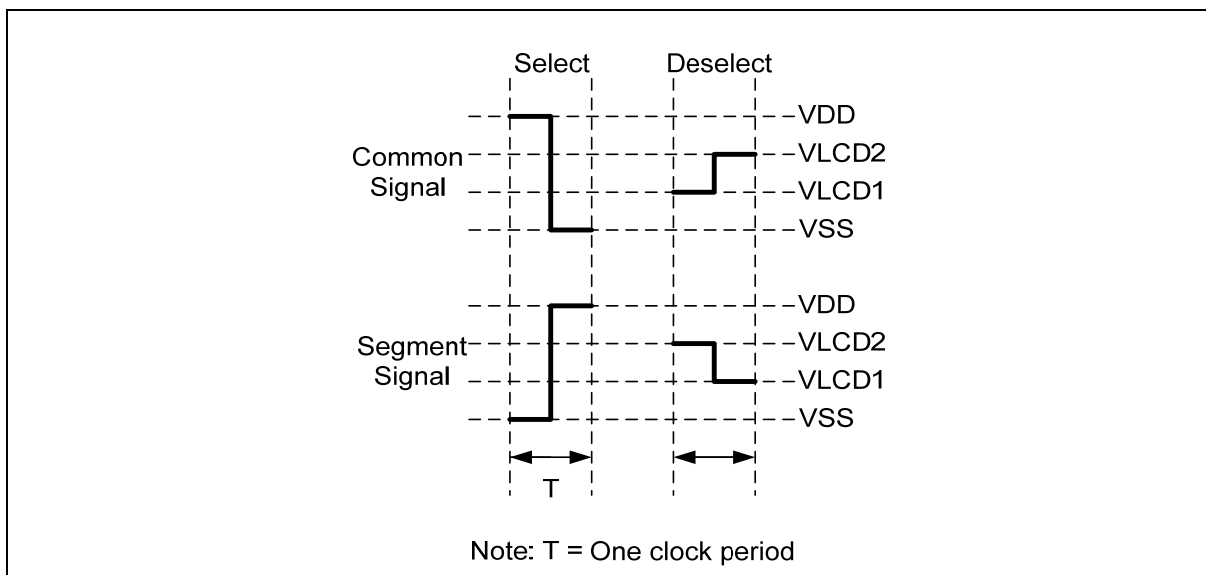 Select
Deselect
VDD
VLCD2
Common
Signal
VLCD1
VSS
VDD
VLCD2
Segment
Signal
VLCD1
VSS
T
Note: T = One clock period